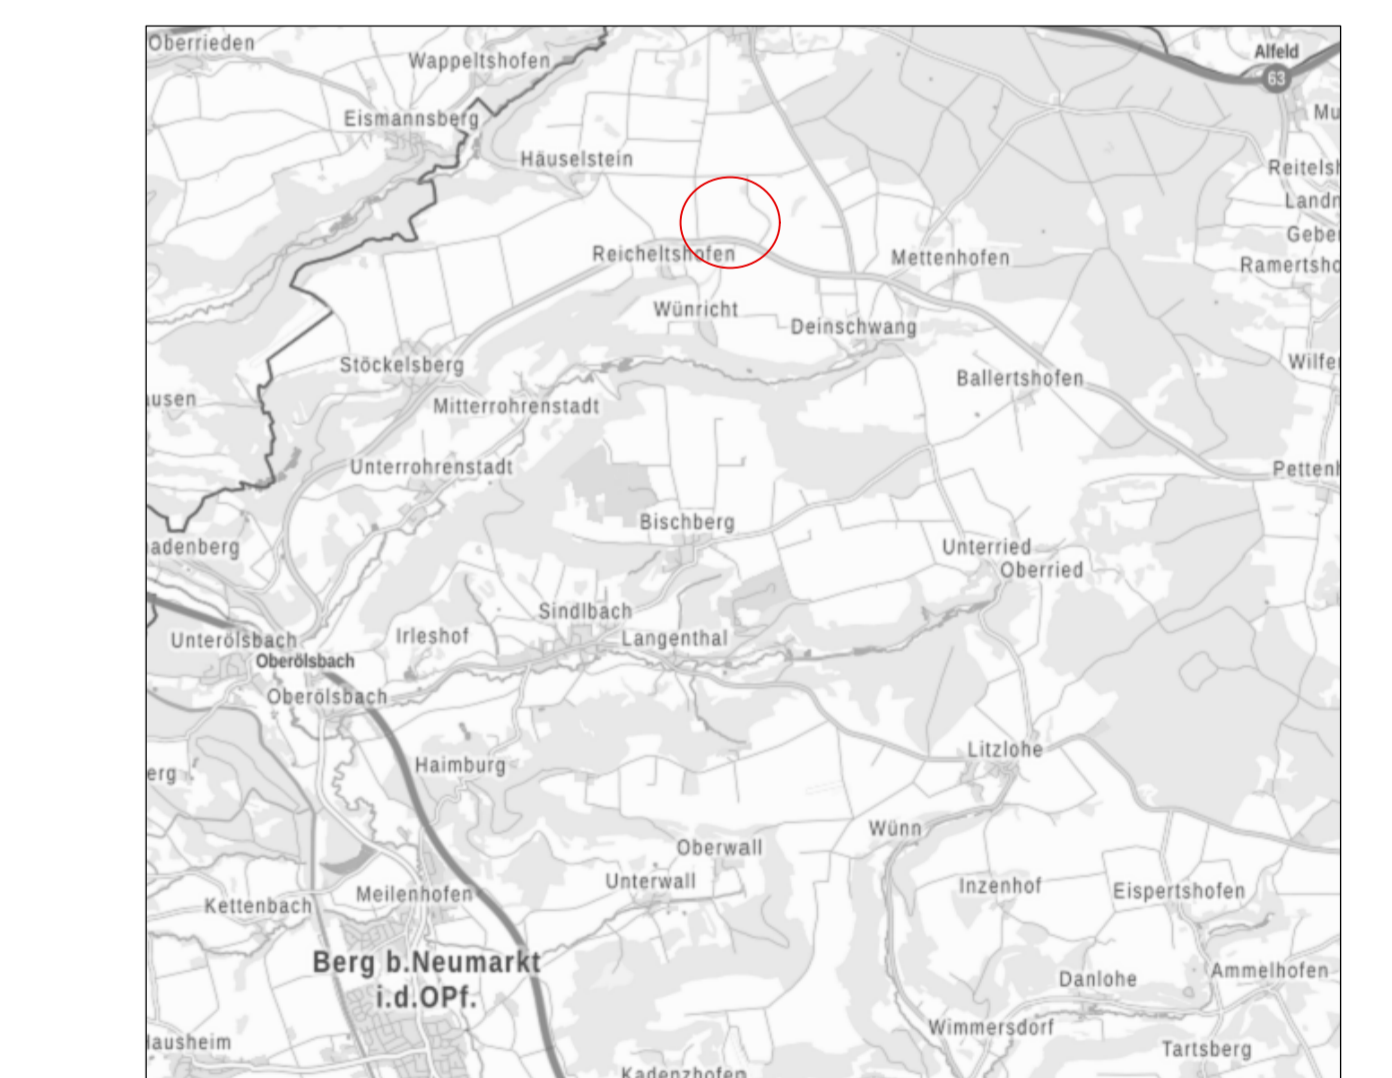 Oberrieden
Wappeltshofen
Alfeld
63
Eismannsberg
Häuselstein
Reicheltshofen
Mettenhofen
Wünricht
Deinschwang
Stöckelsberg
Ballertshofen
Mitterrohrenstadt
Unterrohrenstadt
Bischberg
Unterried
Oberried
Sindlbach
Irleshof
Langenthal
Unterölsbach
Oberölsbach
Oberölsbach
Litzlohe
Haimburg
Wünn
Oberwall
Unterwall
Inzenhof
Eispertshofen
Meilenhofen
Kettenbach
Berg b.Neumarkt
i.d.OPf.
Danlohe
Ammelhofen
Wimmersdorf
Tartsberg
Kadenzhofen